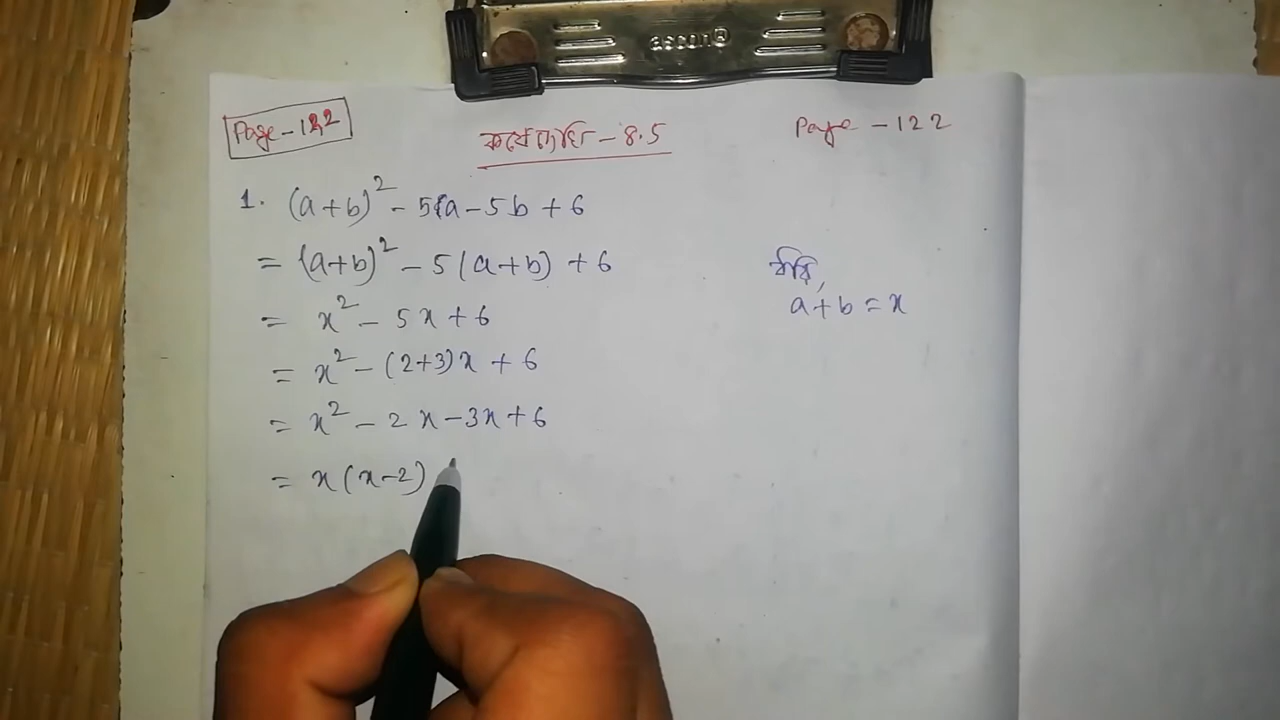 ascon®
Page - 122
কষে দেখি - 8.5
Page - 122
1. (a+b)² - 5a - 5b + 6
= (a+b)² - 5(a+b) + 6
ধরি,
a+b = x
= x² - 5x + 6
= x² - (2+3)x + 6
= x² - 2x - 3x + 6
= x(x-2)